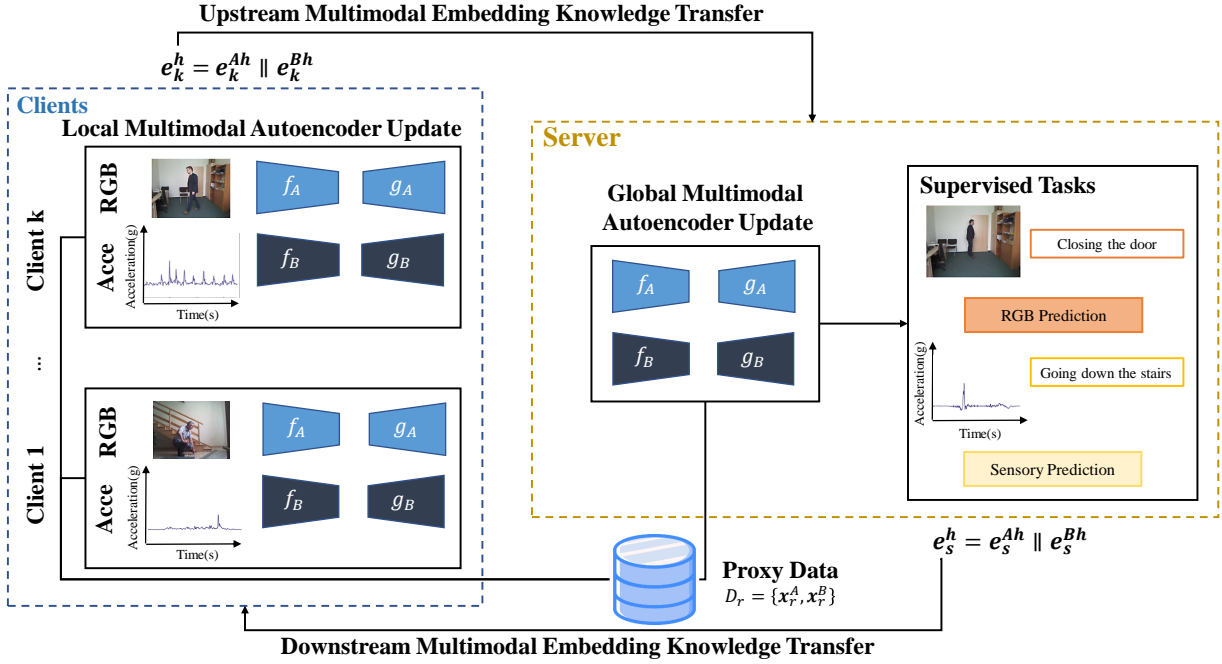 Upstream Multimodal Embedding Knowledge Transfer
e_k^h = e_k^{Ah} ∥ e_k^{Bh}
Clients
Local Multimodal Autoencoder Update
Client k
RGB
f_A
g_A
Acce
Acceleration(g)
Time(s)
f_B
g_B
...
Client 1
RGB
f_A
g_A
Acce
Acceleration(g)
Time(s)
f_B
g_B
Server
Global Multimodal
Autoencoder Update
f_A
g_A
f_B
g_B
Supervised Tasks
Closing the door
RGB Prediction
Going down the stairs
Acceleration(g)
Time(s)
Sensory Prediction
e_s^h = e_s^{Ah} ∥ e_s^{Bh}
Proxy Data
D_r = {x_r^A, x_r^B}
Downstream Multimodal Embedding Knowledge Transfer